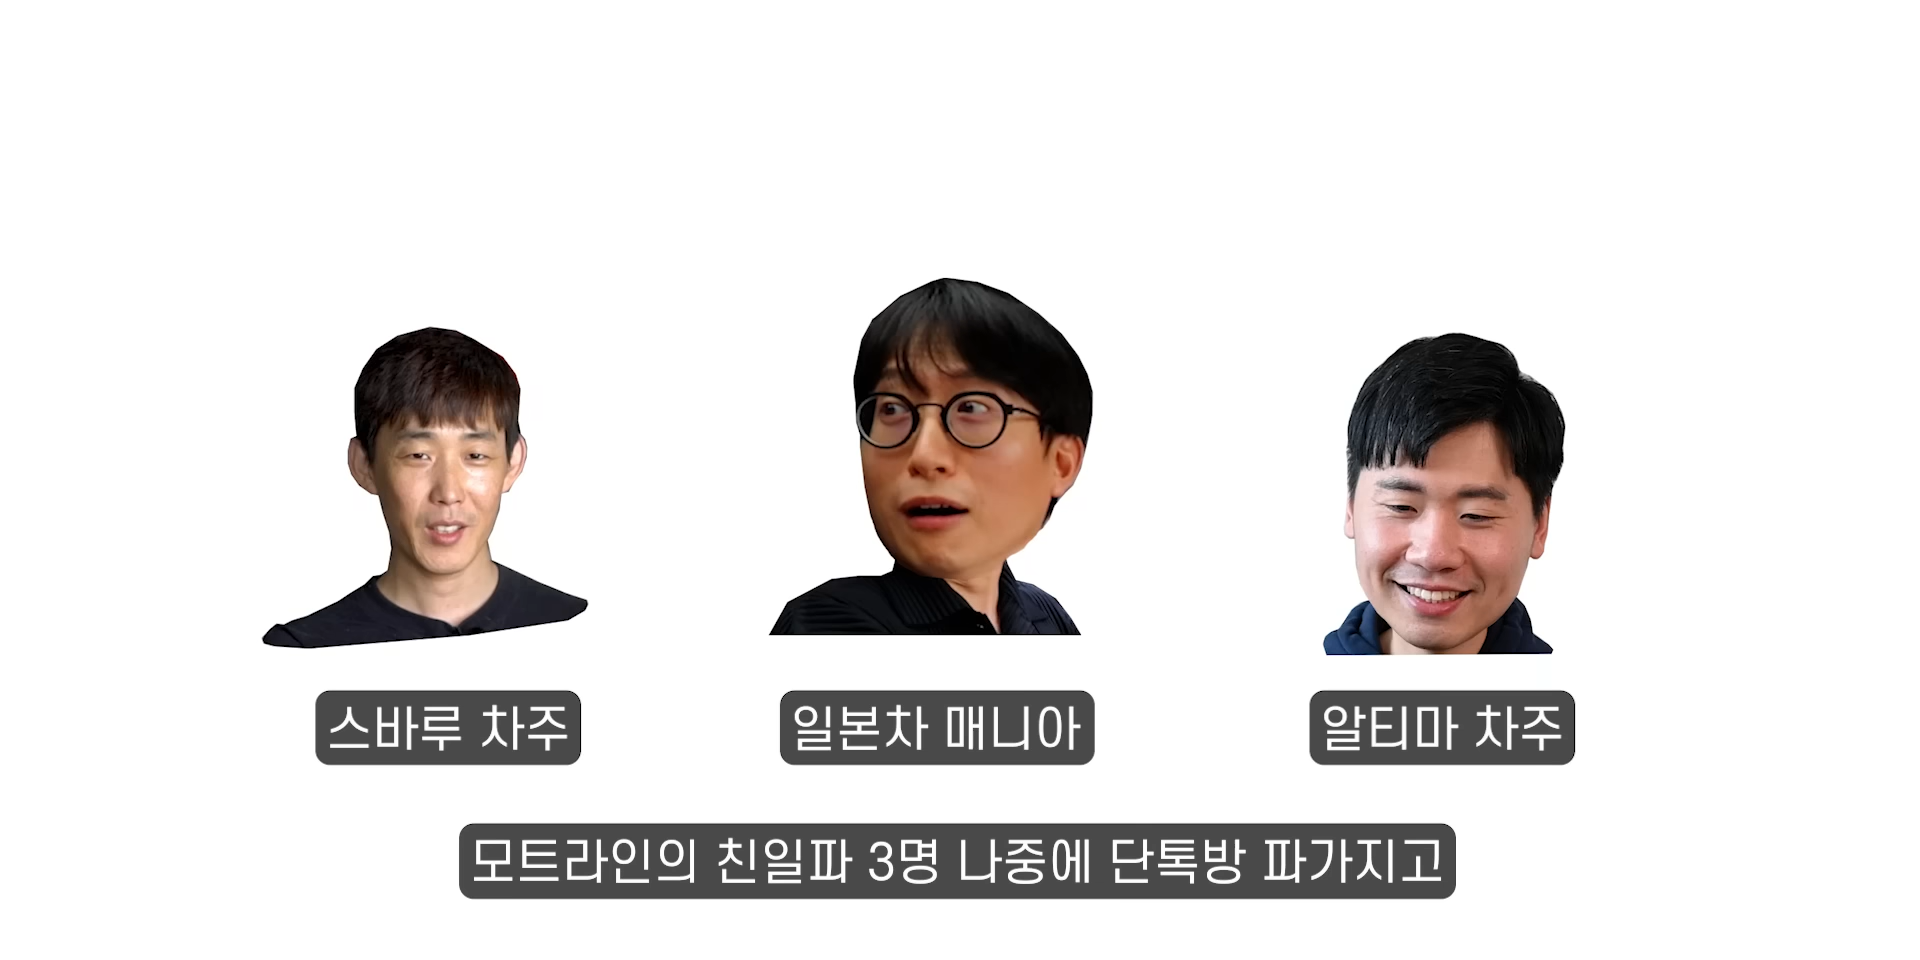 스바루 차주
일본차 매니아
알티마 차주
모트라인의 친일파 3명 나중에 단톡방 파가지고